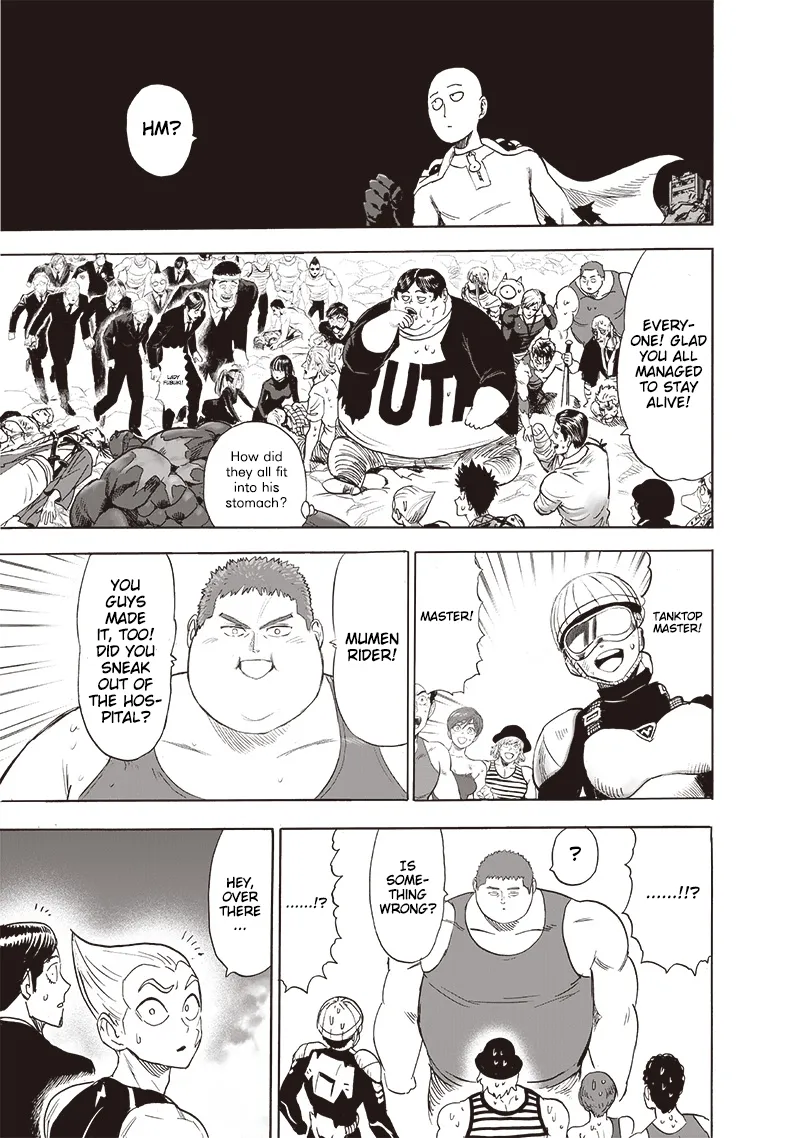 HM?
EVERY-
ONE! GLAD
YOU ALL
MANAGED
TO STAY
ALIVE!
LADY
FUBUKI!
UTI
How did
they all fit
into his
stomach?
TANKTOP
MASTER!
MASTER!
MUMEN
RIDER!
YOU
GUYS
MADE
IT, TOO!
DID YOU
SNEAK
OUT OF
THE HOS-
PITAL?
.......!!?
?
IS
SOME-
THING
WRONG?
.......!?
HEY,
OVER
THERE
...